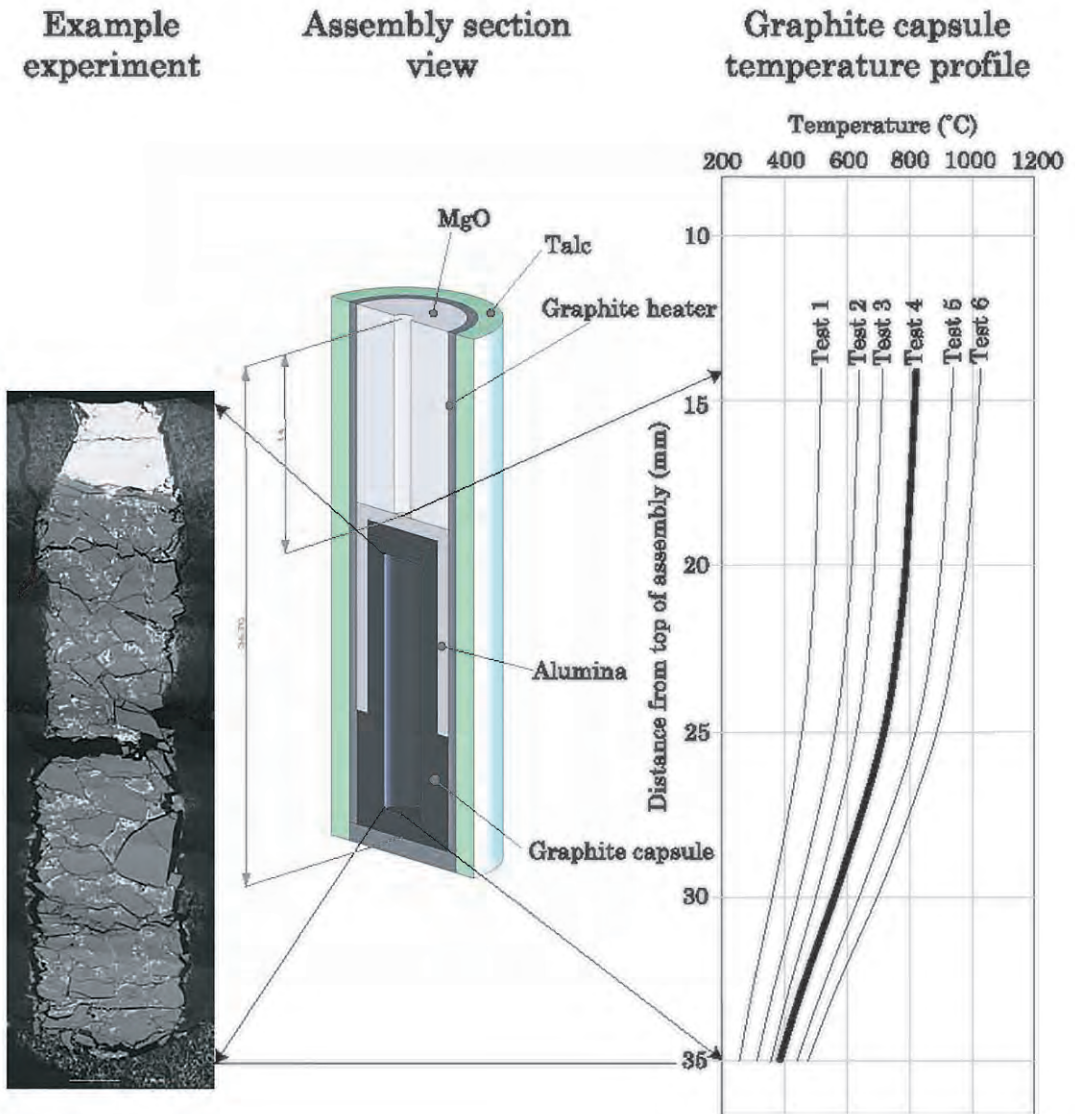 Example
experiment
Assembly section
view
Graphite capsule
temperature profile
Temperature (°C)
200 400 600 800 1000 1200
MgO
Talc
Graphite heater
Alumina
Graphite capsule
Distance from top of assembly (mm)
10
15
20
25
30
35
Test 1
Test 2
Test 3
Test 4
Test 5
Test 6